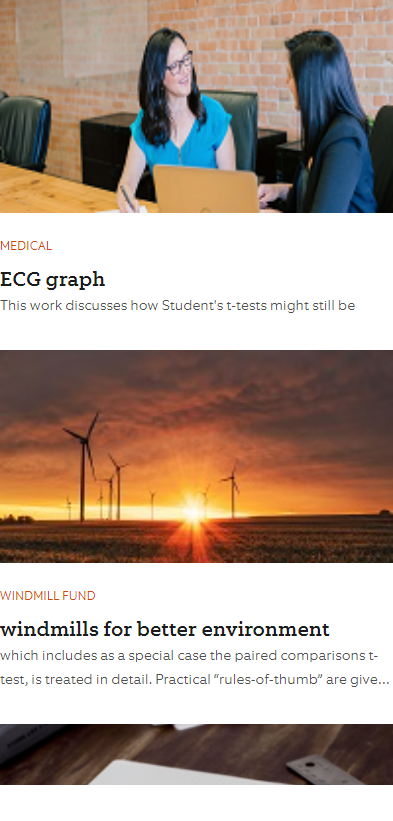 MEDICAL
ECG graph
This work discusses how Student's t-tests might still be
WINDMILL FUND
windmills for better environment
which includes as a special case the paired comparisons t-
test, is treated in detail. Practical “rules-of-thumb” are give...